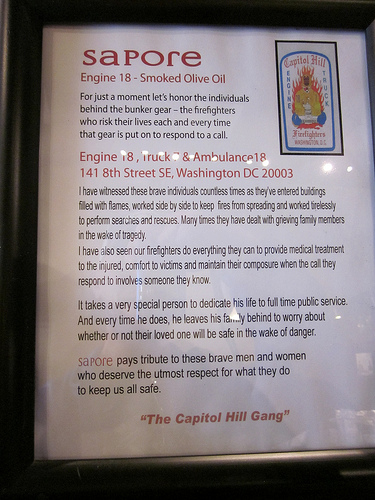 sapore
Engine 18 - Smoked Olive Oil
For just a moment let's honor the individuals
behind the bunker gear – the firefighters
who risk their lives each and every time
that gear is put on to respond to a call.
Capitol Hill
ENGINE
TRUCK
Firefighters
WASHINGTON, D.C.
Engine 18 , Truck & Ambulance18
141 8th Street SE, Washington DC 20003
I have witnessed these brave individuals countless times as they've entered buildings
filled with flames, worked side by side to keep fires from spreading and worked tirelessly
to perform searches and rescues. Many times they have dealt with grieving family members
in the wake of tragedy.
I have also seen our firefighters do everything they can to provide medical treatment
to the injured, comfort to victims and maintain their composure when the call they
respond to involves someone they know.
It takes a very special person to dedicate his life to full time public service.
And every time he does, he leaves his family behind to worry about
whether or not their loved one will be safe in the wake of danger.
sapore pays tribute to these brave men and women
who deserve the utmost respect for what they do
to keep us all safe.
"The Capitol Hill Gang"